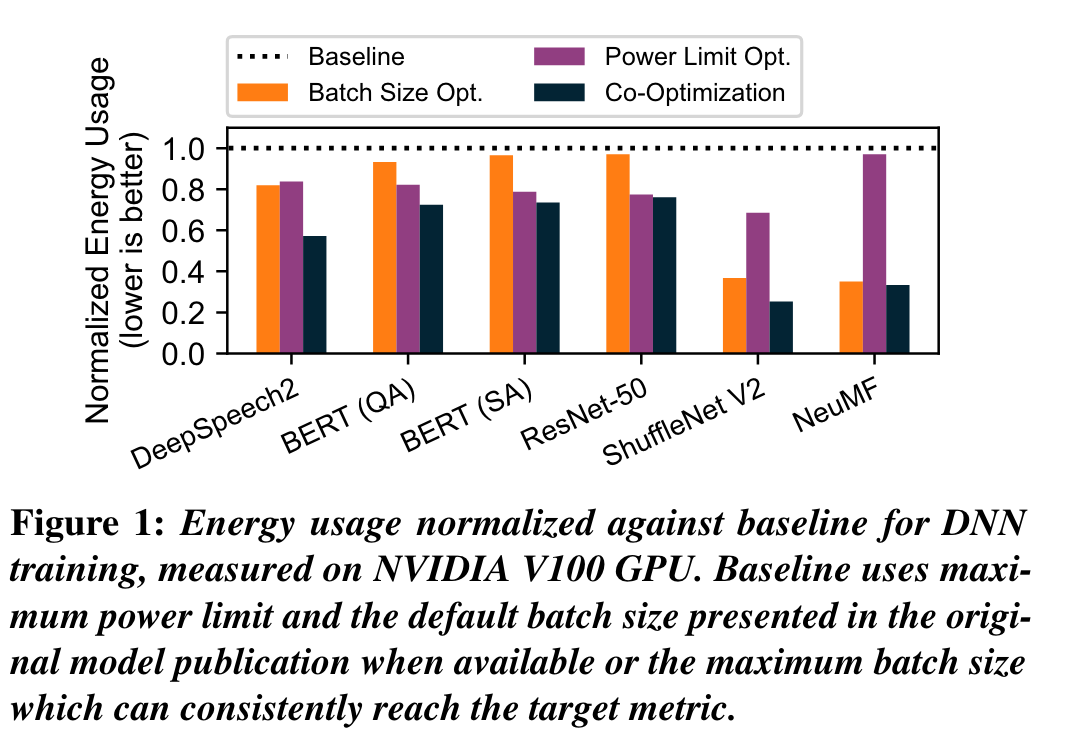 Baseline
Batch Size Opt.
Power Limit Opt.
Co-Optimization
Normalized Energy Usage
(lower is better)
1.0
0.8
0.6
0.4
0.2
0.0
DeepSpeech2
BERT (QA)
BERT (SA)
ResNet-50
ShuffleNet V2
NeuMF
Figure 1: Energy usage normalized against baseline for DNN
training, measured on NVIDIA V100 GPU. Baseline uses maxi-
mum power limit and the default batch size presented in the origi-
nal model publication when available or the maximum batch size
which can consistently reach the target metric.